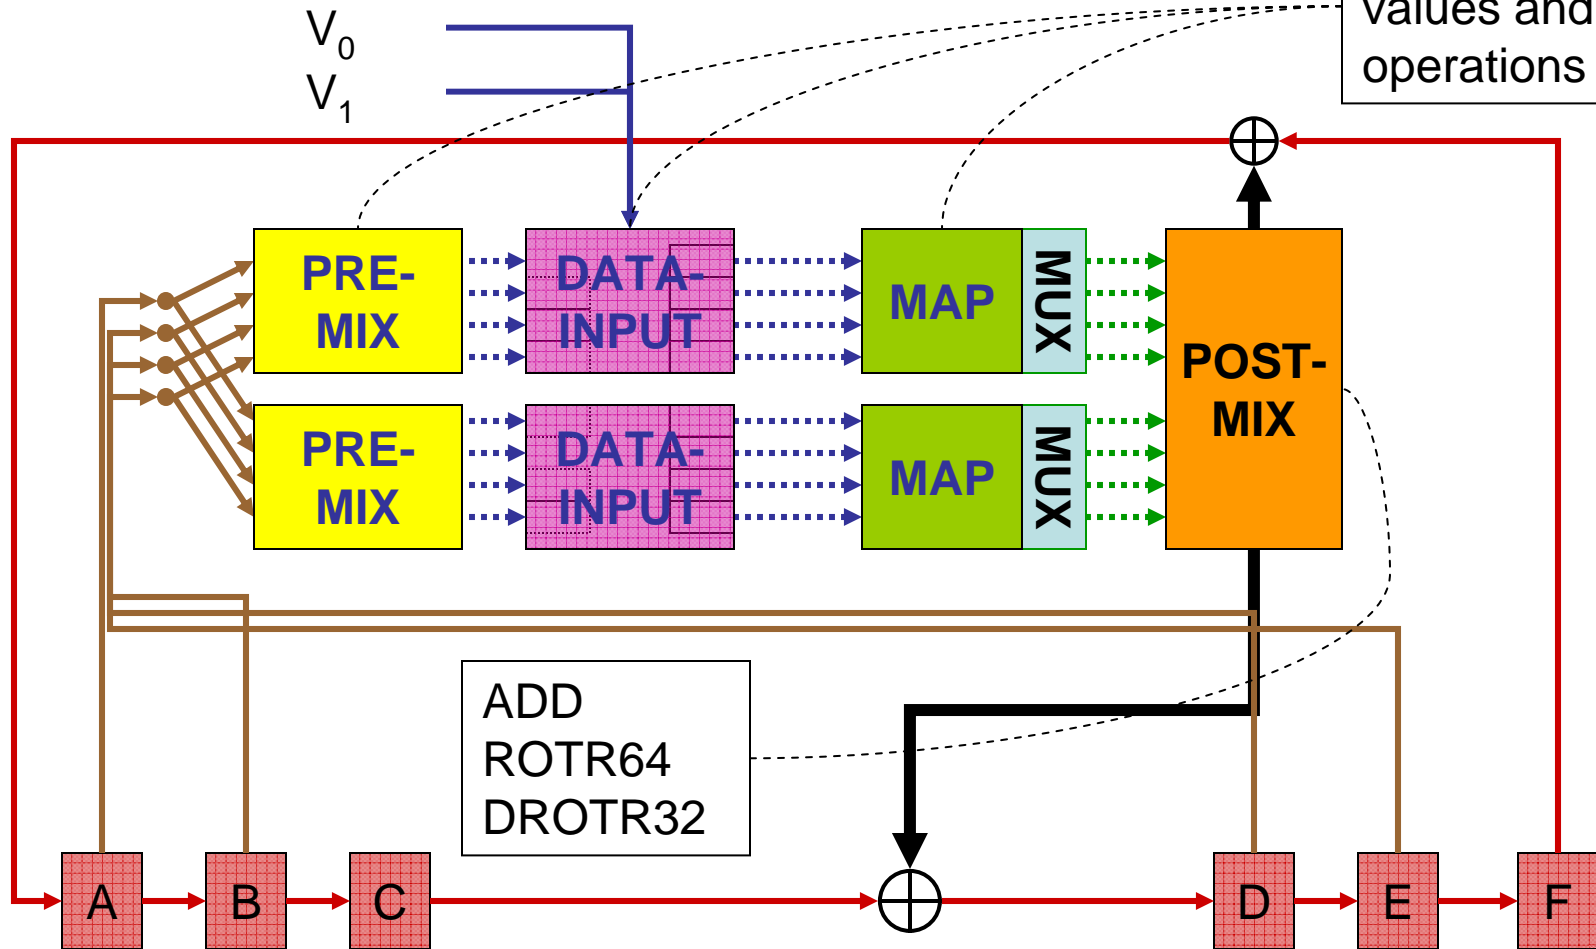 values and
operations
V0
V1
PRE-
MIX
DATA-
INPUT
MAP
MUX
POST-
MIX
PRE-
MIX
DATA-
INPUT
MAP
MUX
ADD
ROTR64
DROTR32
A
B
C
D
E
F